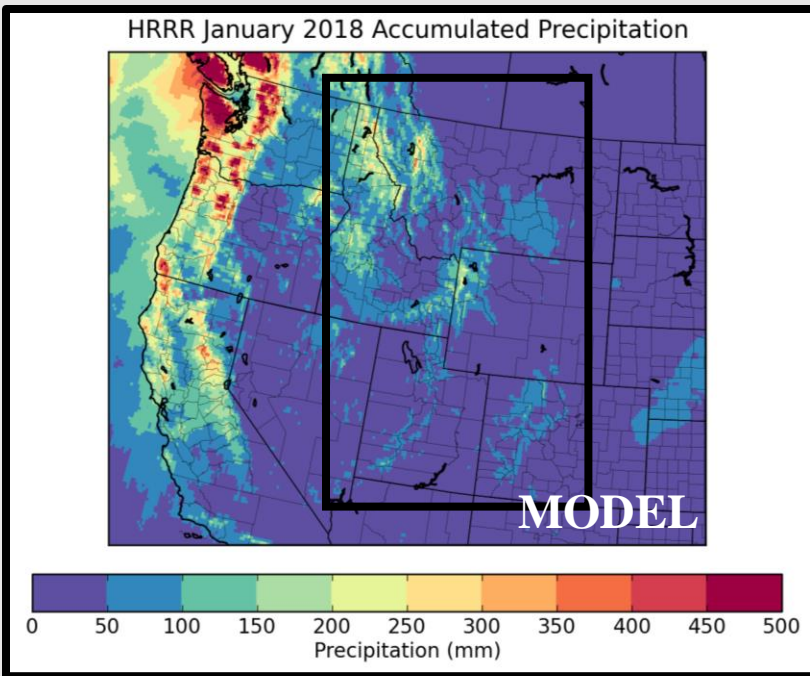 HRRR January 2018 Accumulated Precipitation
MODEL
0 50 100 150 200 250 300 350 400 450 500
Precipitation (mm)